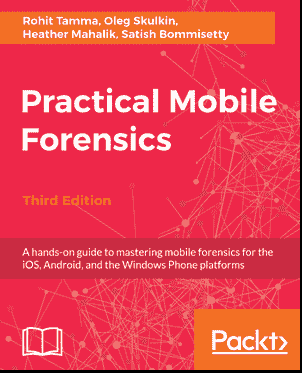 Rohit Tamma, Oleg Skulkin,
Heather Mahalik, Satish Bommisetty
Practical Mobile
Forensics
Third Edition
A hands-on guide to mastering mobile forensics for the
iOS, Android, and the Windows Phone platforms
Packt>